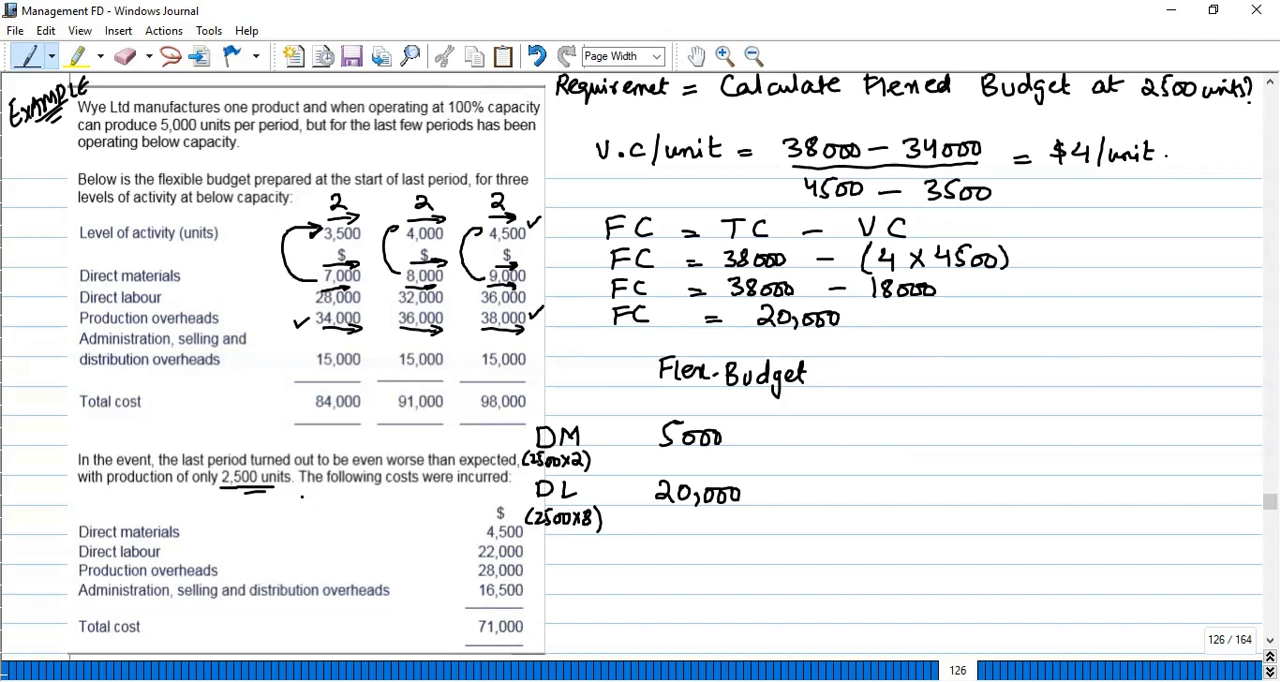 Management FD - Windows Journal
File Edit View Insert Actions Tools Help
Page Width
EXAMPLE
Wye Ltd manufactures one product and when operating at 100% capacity
can produce 5,000 units per period, but for the last few periods has been
operating below capacity.
Below is the flexible budget prepared at the start of last period, for three
levels of activity at below capacity:
2 2 2
Level of activity (units) 3,500 4,000 4,500
$ $ $
Direct materials 7,000 8,000 9,000
Direct labour 28,000 32,000 36,000
Production overheads 34,000 36,000 38,000
Administration, selling and
distribution overheads 15,000 15,000 15,000
Total cost 84,000 91,000 98,000
In the event, the last period turned out to be even worse than expected,
with production of only 2,500 units. The following costs were incurred:
$
Direct materials 4,500
Direct labour 22,000
Production overheads 28,000
Administration, selling and distribution overheads 16,500
Total cost 71,000
Requiremet = Calculate Flexed Budget at 2500 units?
V.C/unit = 38000 - 34000 = $4/unit.
4500 - 3500
FC = TC - VC
FC = 38000 - (4 x 4500)
FC = 38000 - 18000
FC = 20,000
Flex. Budget
DM 5000
(2500x2)
DL 20,000
(2500x8)
126 / 164
126